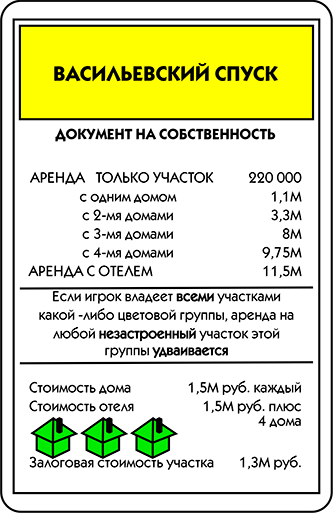 ВАСИЛЬЕВСКИЙ СПУСК
ДОКУМЕНТ НА СОБСТВЕННОСТЬ
АРЕНДА ТОЛЬКО УЧАСТОК 220 000
с одним домом 1,1М
с 2-мя домами 3,3М
с 3-мя домами 8М
с 4-мя домами 9,75М
АРЕНДА С ОТЕЛЕМ 11,5М
Если игрок владеет всеми участками
какой -либо цветовой группы, аренда на
любой незастроенный участок этой
группы удваивается
Стоимость дома 1,5М руб. каждый
Стоимость отеля 1,5М руб. плюс
4 дома
Залоговая стоимость участка 1,3М руб.